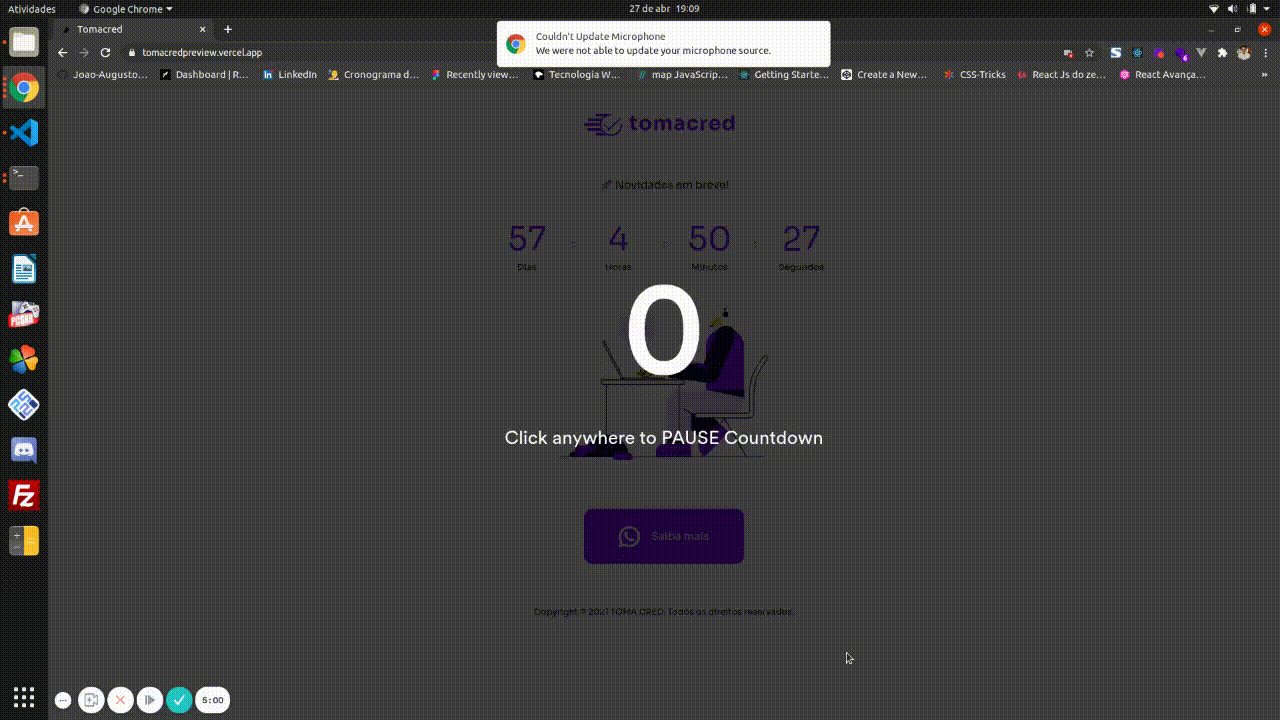 Atividades
Google Chrome
27 de abr 19:09
Tomacred
Couldn't Update Microphone
We were not able to update your microphone source.
tomacredpreview.vercel.app
6
Joao-Augusto...
Dashboard | R...
LinkedIn
Cronograma d...
Recently view...
Tecnologia W...
map JavaScrip...
Getting Starte...
Create a New...
CSS-Tricks
React Js do ze...
React Avança...
»
tomacred
Novidades em breve!
57 : 4 : 50 : 27
Dias Horas Minutos Segundos
0
Click anywhere to PAUSE Countdown
Saiba mais
Copyright © 2021 TOMA CRED. Todos os direitos reservados.
5:00